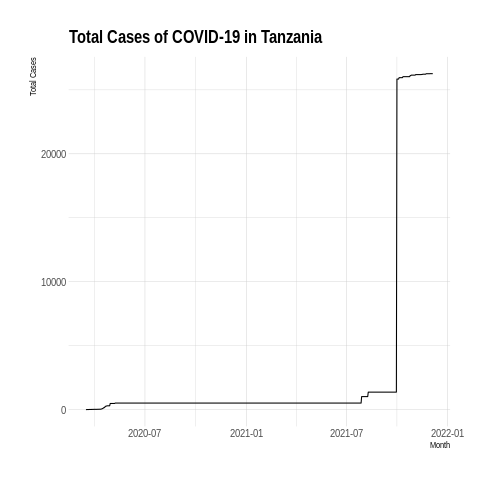 Total Cases of COVID-19 in Tanzania
Total Cases
20000
10000
0
2020-07 2021-01 2021-07 2022-01
Month